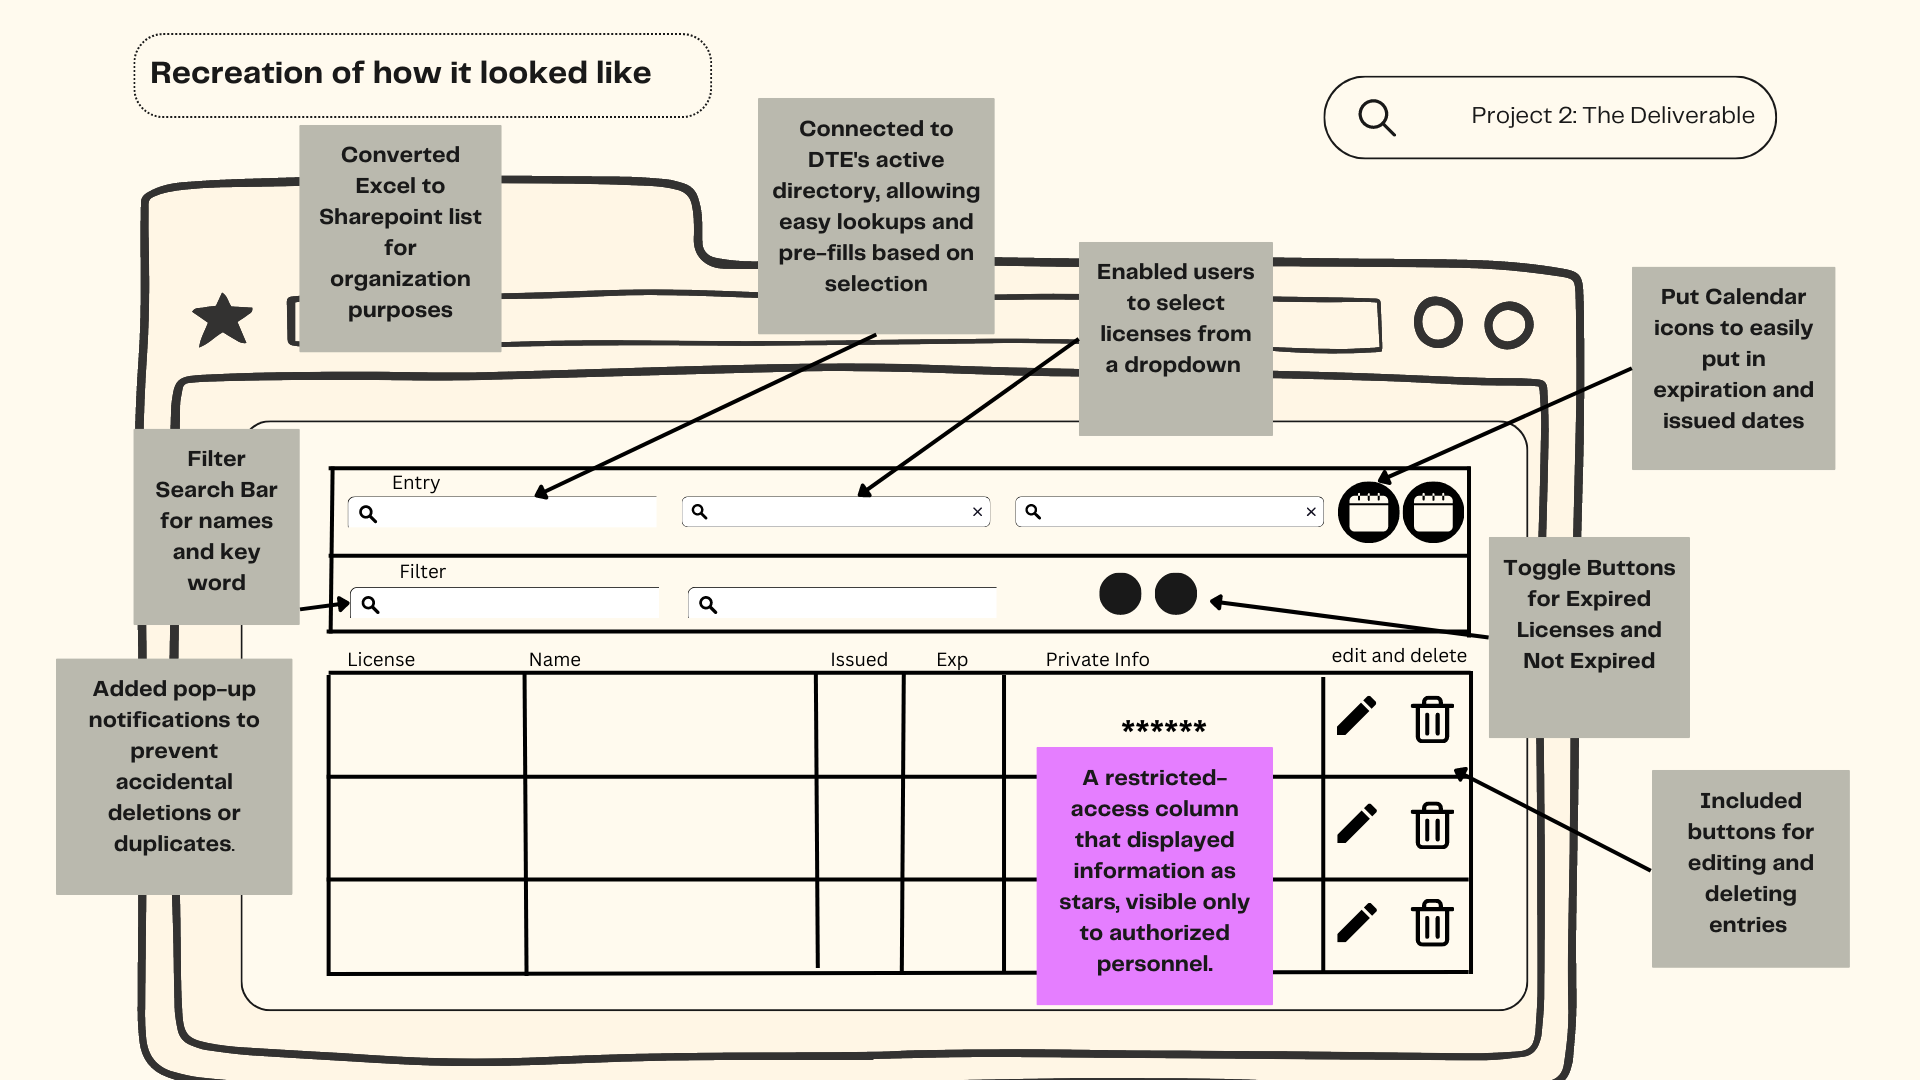 Recreation of how it looked like
Project 2: The Deliverable
Converted
Excel to
Sharepoint list
for
organization
purposes
Connected to
DTE's active
directory, allowing
easy lookups and
pre-fills based on
selection
Enabled users
to select
licenses from
a dropdown
Put Calendar
icons to easily
put in
expiration and
issued dates
Filter
Search Bar
for names
and key
word
Entry
Filter
Toggle Buttons
for Expired
Licenses and
Not Expired
Added pop-up
notifications to
prevent
accidental
deletions or
duplicates.
License Name Issued Exp Private Info edit and delete
******
A restricted-
access column
that displayed
information as
stars, visible only
to authorized
personnel.
Included
buttons for
editing and
deleting
entries